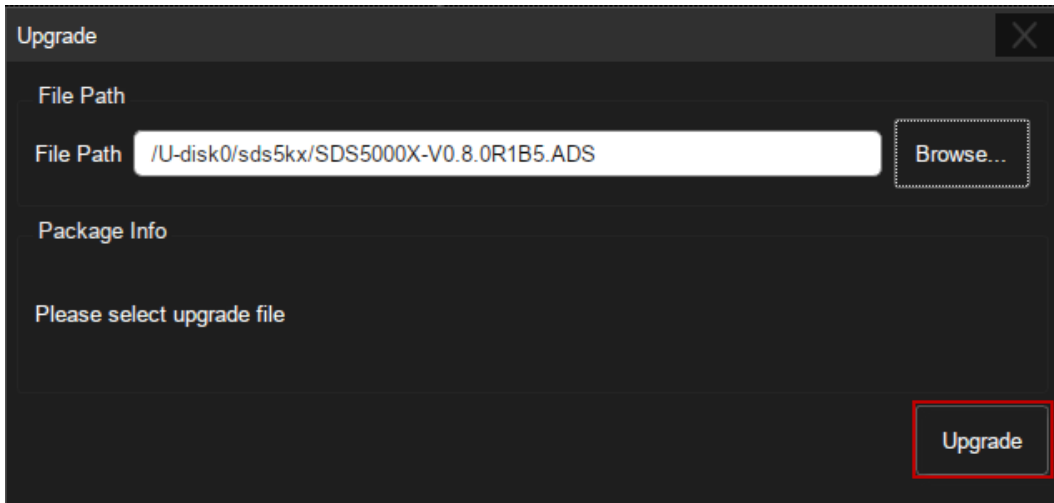 Upgrade
File Path
File Path /U-disk0/sds5kx/SDS5000X-V0.8.0R1B5.ADS Browse...
Package Info
Please select upgrade file
Upgrade